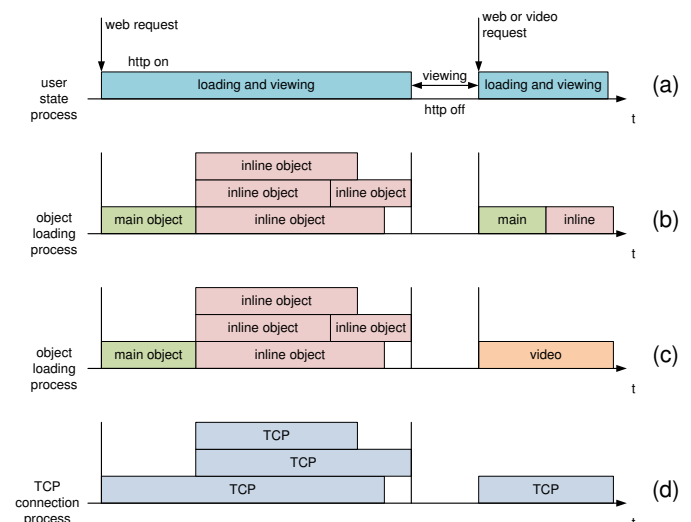 web request
web or video
request
http on
user
state
process
loading and viewing
viewing
http off
loading and viewing
(a)
t
inline object
inline object
inline object
object
loading
process
main object
inline object
main
inline
(b)
t
inline object
inline object
inline object
object
loading
process
main object
inline object
video
(c)
t
TCP
TCP
TCP
connection
process
TCP
TCP
(d)
t